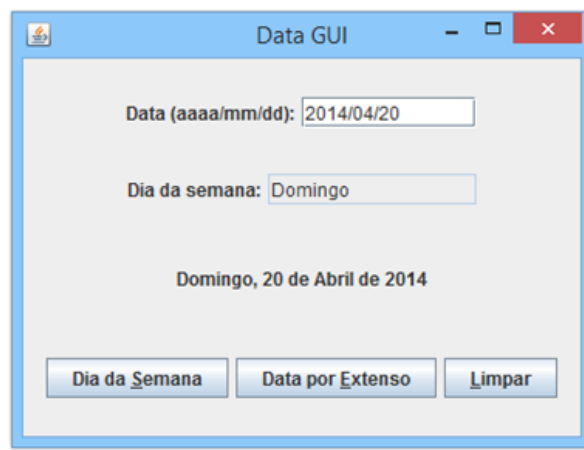 Data GUI
Data (aaaa/mm/dd): 2014/04/20
Dia da semana: Domingo
Domingo, 20 de Abril de 2014
Dia da Semana Data por Extenso Limpar